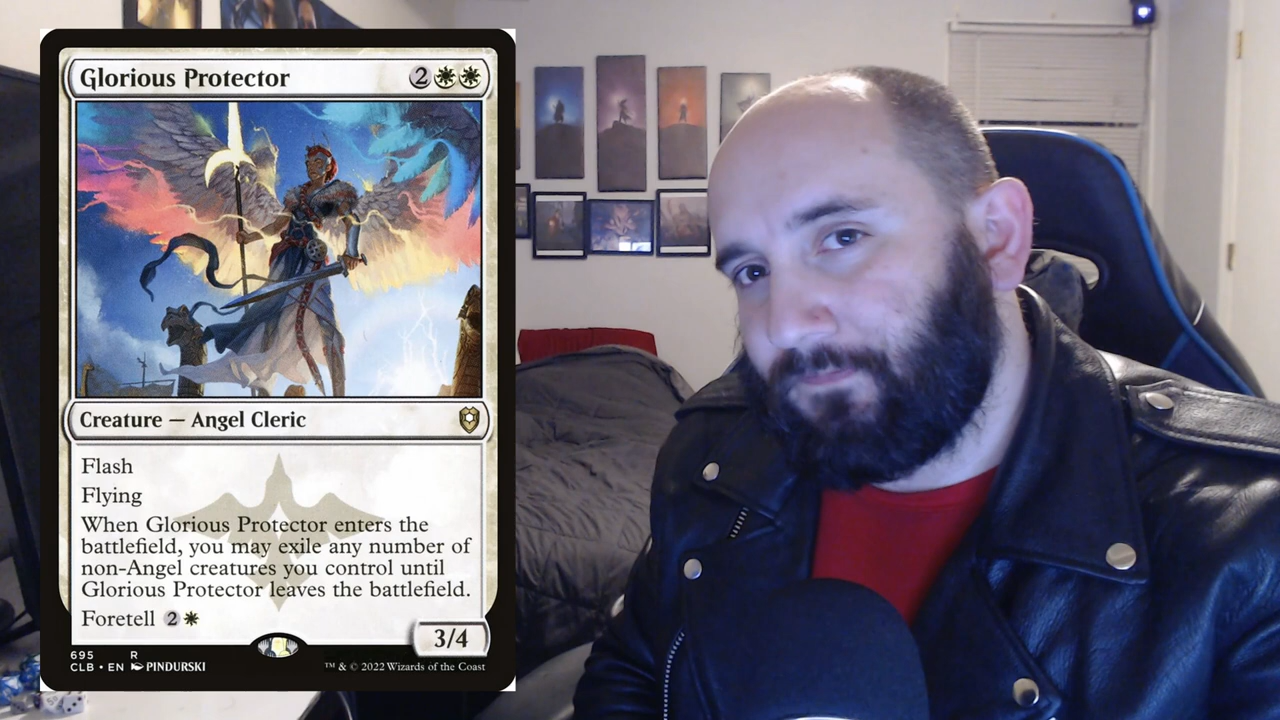 Glorious Protector 2
Creature — Angel Cleric
Flash
Flying
When Glorious Protector enters the
battlefield, you may exile any number of
non-Angel creatures you control until
Glorious Protector leaves the battlefield.
Foretell 2
3/4
695 R
CLB • EN PINDURSKI ™ & © 2022 Wizards of the Coast